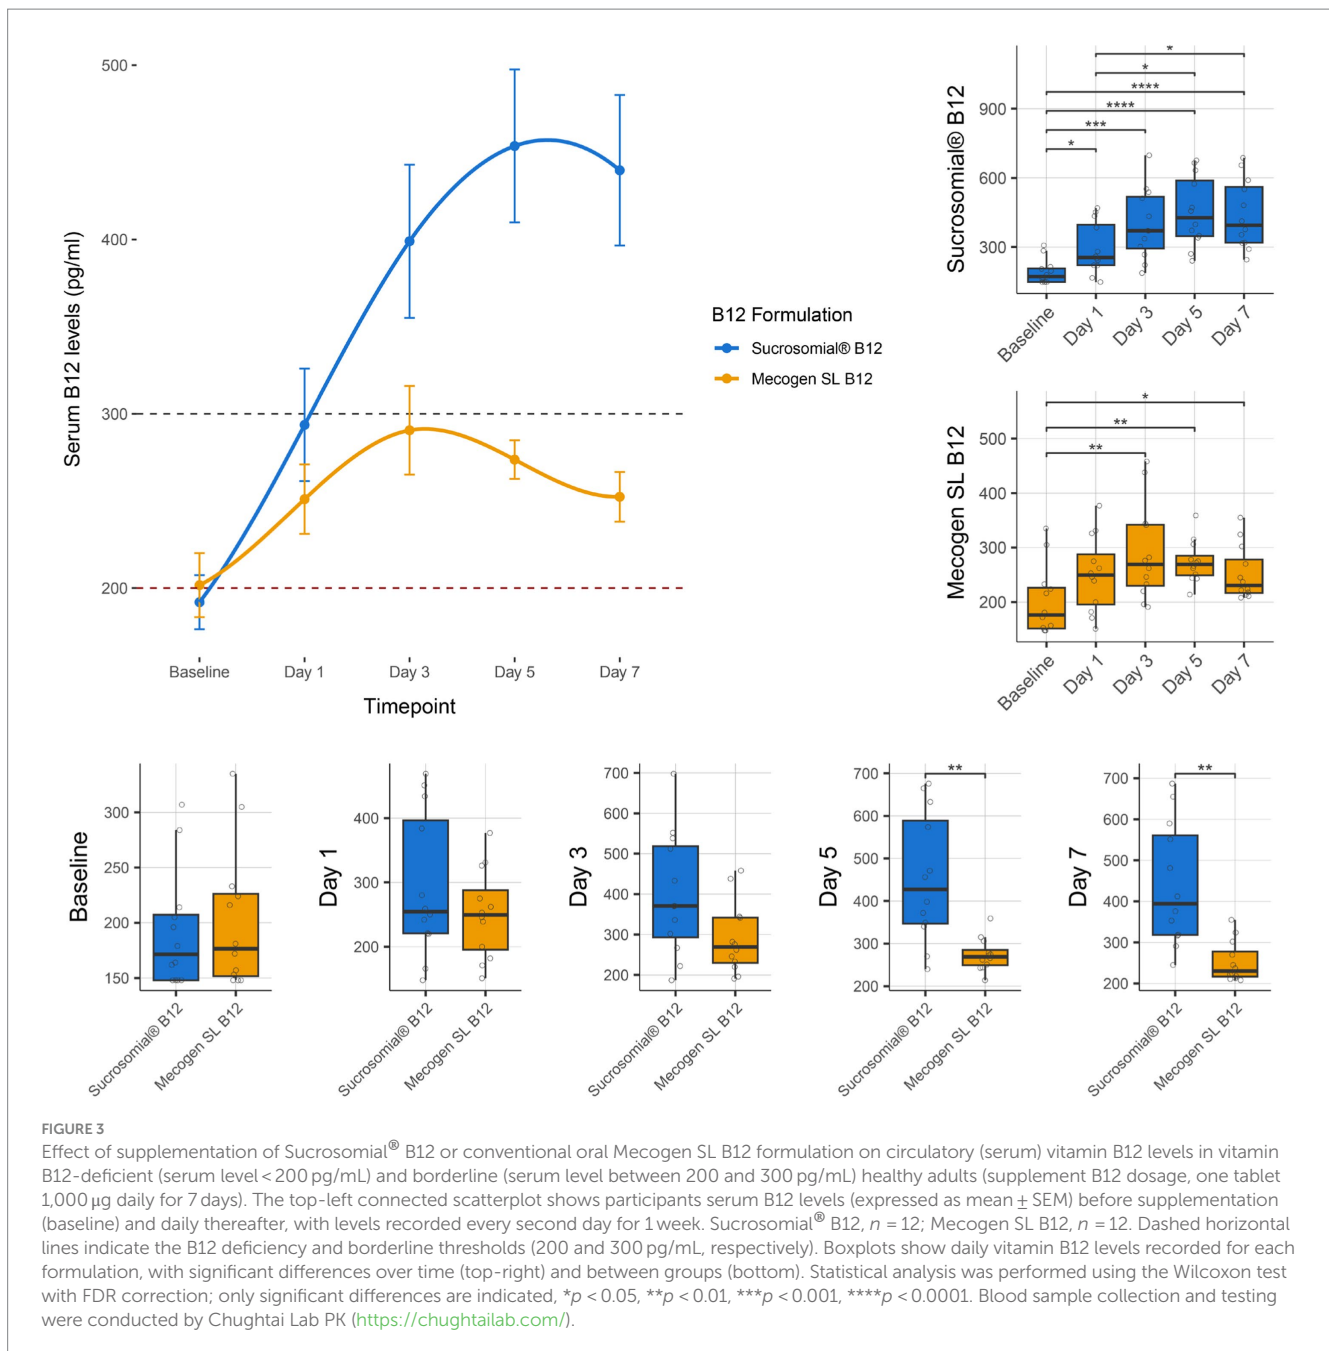 500
400
300
200
Serum B12 levels (pg/ml)
Baseline
Day 1
Day 3
Day 5
Day 7
Timepoint
B12 Formulation
Sucrosomial® B12
Mecogen SL B12
Sucrosomial® B12
900
600
300
*
*
****
****
***
*
Baseline
Day 1
Day 3
Day 5
Day 7
Mecogen SL B12
500
400
300
200
*
**
**
Baseline
Day 1
Day 3
Day 5
Day 7
Baseline
300
250
200
150
Sucrosomial® B12
Mecogen SL B12
Day 1
400
300
200
Sucrosomial® B12
Mecogen SL B12
Day 3
700
600
500
400
300
200
Sucrosomial® B12
Mecogen SL B12
Day 5
700
600
500
400
300
200
**
Sucrosomial® B12
Mecogen SL B12
Day 7
700
600
500
400
300
200
**
Sucrosomial® B12
Mecogen SL B12
FIGURE 3
Effect of supplementation of Sucrosomial® B12 or conventional oral Mecogen SL B12 formulation on circulatory (serum) vitamin B12 levels in vitamin
B12-deficient (serum level < 200 pg/mL) and borderline (serum level between 200 and 300 pg/mL) healthy adults (supplement B12 dosage, one tablet
1,000 μg daily for 7 days). The top-left connected scatterplot shows participants serum B12 levels (expressed as mean ± SEM) before supplementation
(baseline) and daily thereafter, with levels recorded every second day for 1 week. Sucrosomial® B12, n = 12; Mecogen SL B12, n = 12. Dashed horizontal
lines indicate the B12 deficiency and borderline thresholds (200 and 300 pg/mL, respectively). Boxplots show daily vitamin B12 levels recorded for each
formulation, with significant differences over time (top-right) and between groups (bottom). Statistical analysis was performed using the Wilcoxon test
with FDR correction; only significant differences are indicated, *p < 0.05, **p < 0.01, ***p < 0.001, ****p < 0.0001. Blood sample collection and testing
were conducted by Chughtai Lab PK (https://chughtailab.com/).